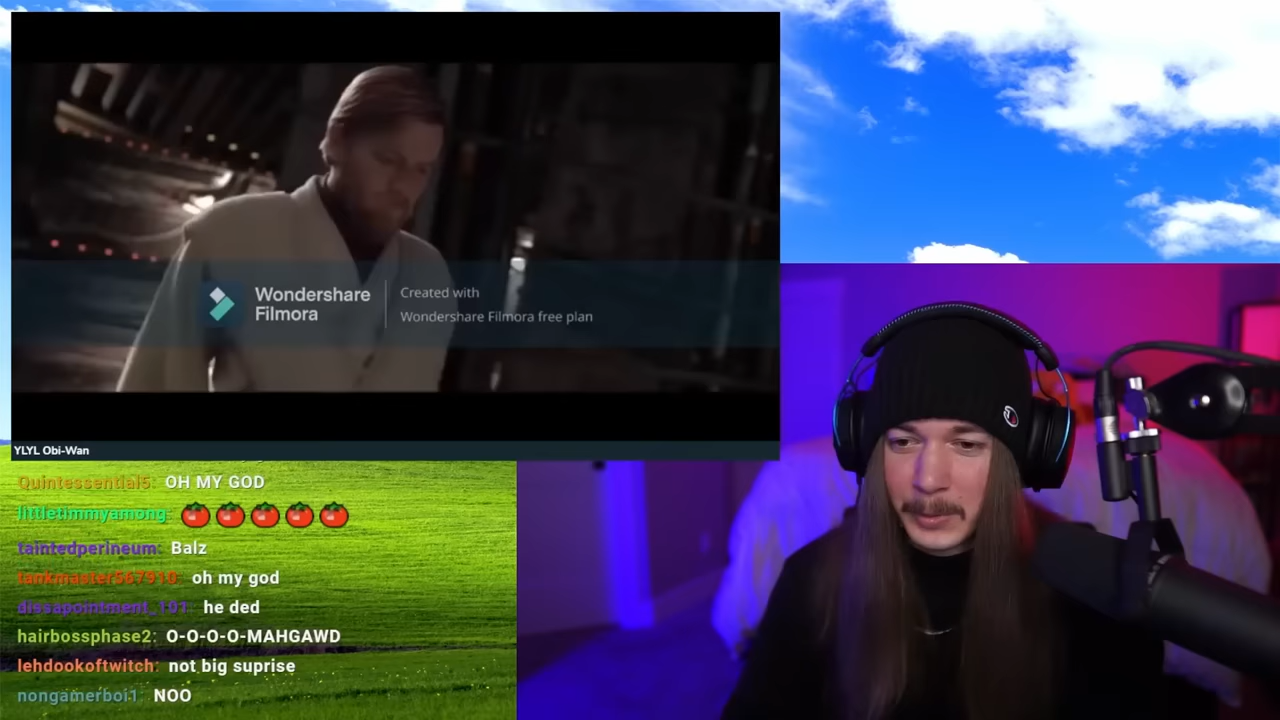 Wondershare
Filmora
Created with
Wondershare Filmora free plan
YLYL Obi-Wan
Quintessential5: OH MY GOD
littletimmyamong
taintedperineum: Balz
tankmaster567910: oh my god
dissapointment_101: he ded
hairbossphase2: O-O-O-O-MAHGAWD
lehdookoftwitch: not big suprise
nongamerboi1: NOO